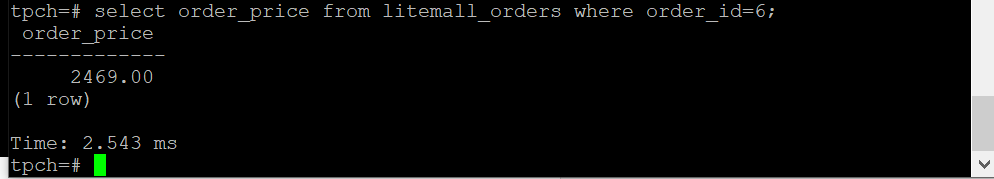 tpch=# select order_price from litemall_orders where order_id=6;
 order_price
-------------
     2469.00
(1 row)

Time: 2.543 ms
tpch=#